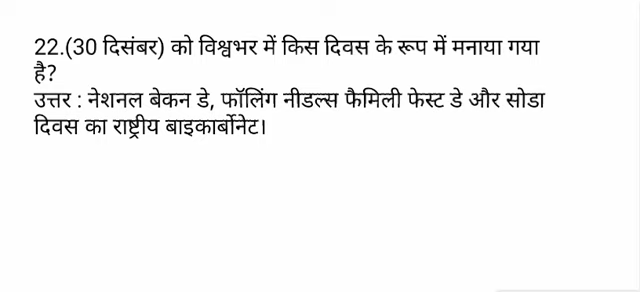 22.(30 दिसंबर) को विश्वभर में किस दिवस के रूप में मनाया गया
है?
उत्तर : नेशनल बेकन डे, फॉलिंग नीडल्स फैमिली फेस्ट डे और सोडा
दिवस का राष्ट्रीय बाइकार्बोनेट।